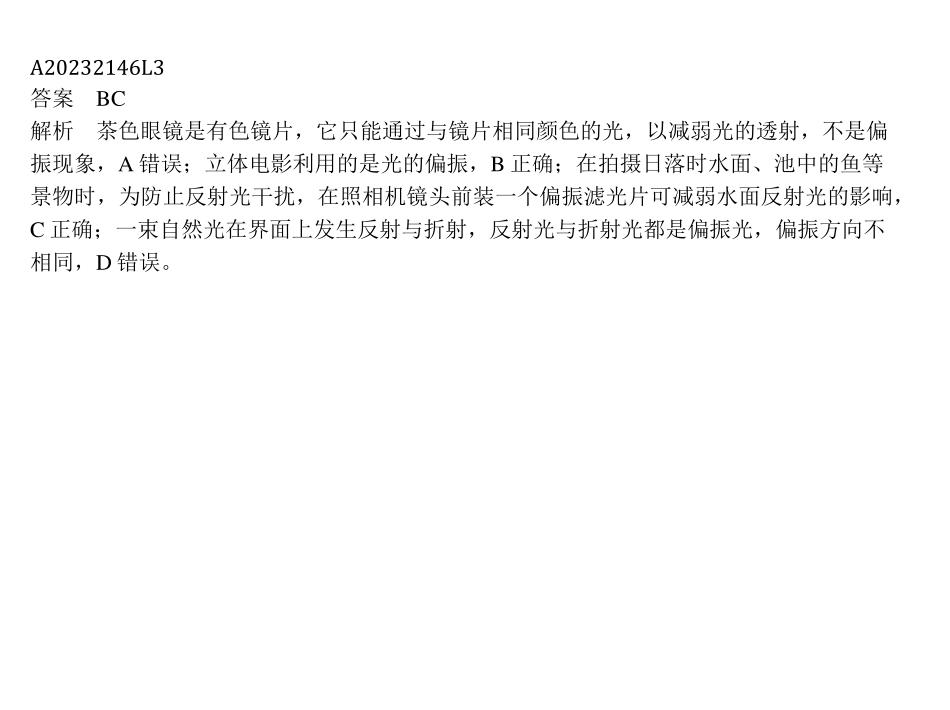 A20232146L3
答案 BC
解析 茶色眼镜是有色镜片，它只能通过与镜片相同颜色的光，以减弱光的透射，不是偏
振现象，A 错误；立体电影利用的是光的偏振，B 正确；在拍摄日落时水面、池中的鱼等
景物时，为防止反射光干扰，在照相机镜头前装一个偏振滤光片可减弱水面反射光的影响，
C 正确；一束自然光在界面上发生反射与折射，反射光与折射光都是偏振光，偏振方向不
相同，D 错误。